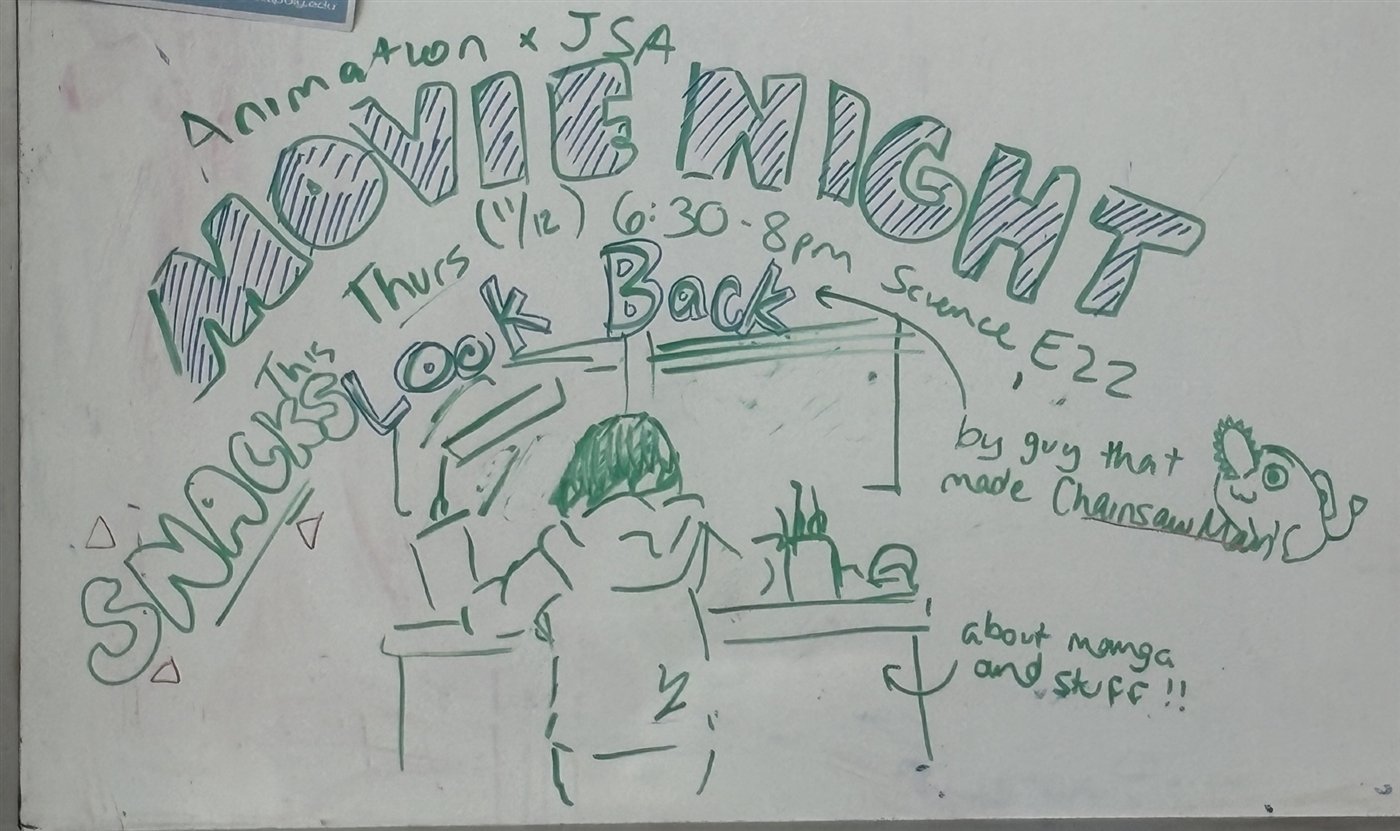 Animation x JSA
MOVIE NIGHT
This Thurs (11/12) 6:30-8pm Science, E22
SNACKS
Look Back
by guy that
made Chainsaw Man
about manga
and stuff!!